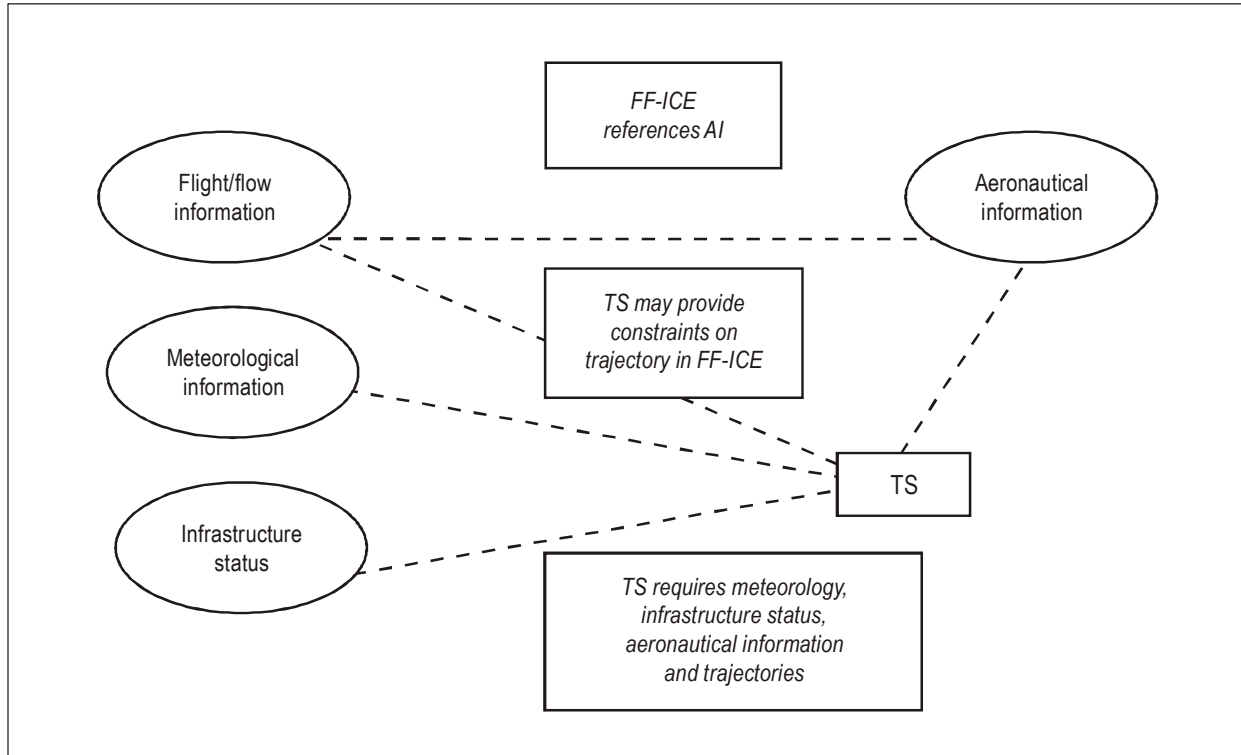 FF-ICE
references AI
Flight/flow
information
Aeronautical
information
TS may provide
constraints on
trajectory in FF-ICE
Meteorological
information
TS
Infrastructure
status
TS requires meteorology,
infrastructure status,
aeronautical information
and trajectories